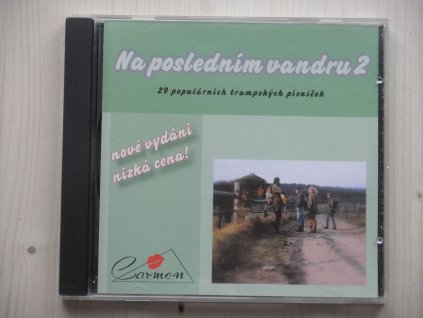 Na posledním vandru 2
29 populárních trampských písniček
nové vydání
nízká cena!
Carmen